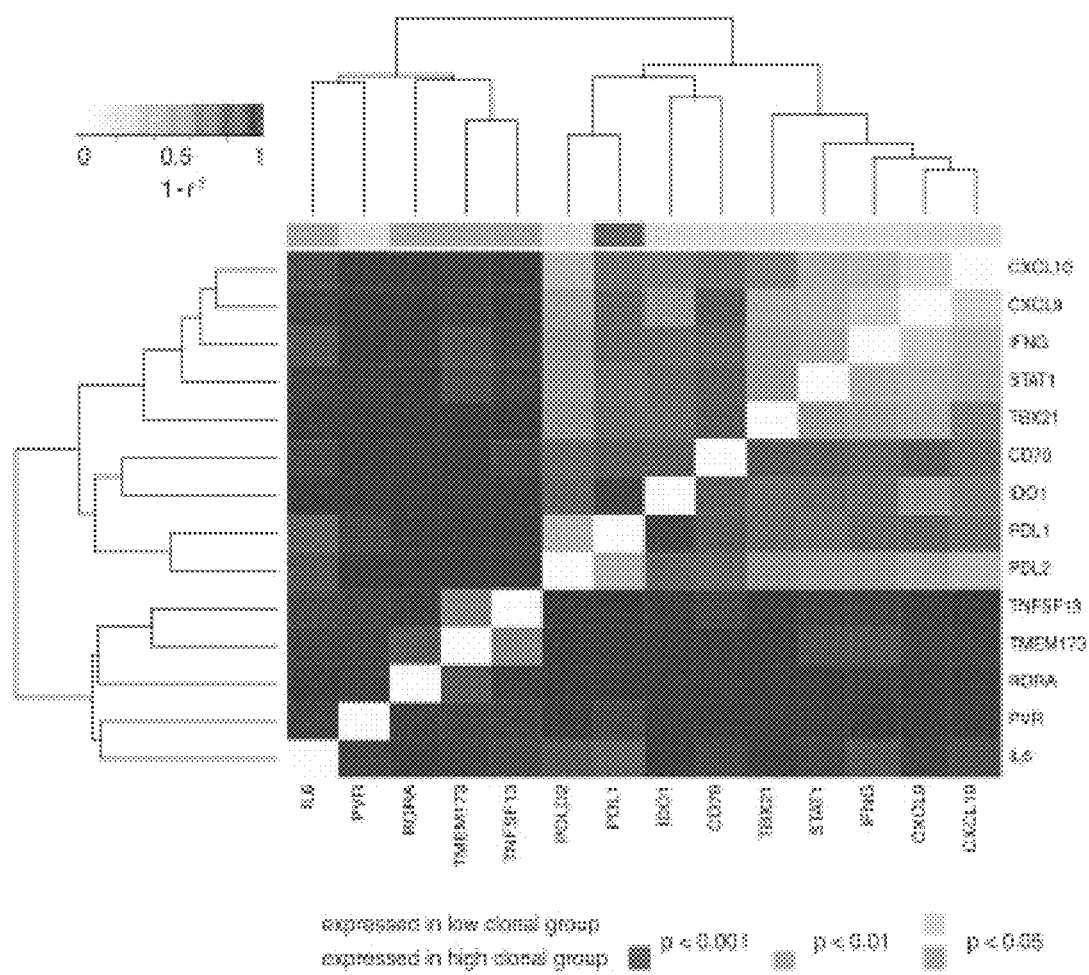 0 0.5 1
1 - r²
CXCL10
CXCL9
IFNG
STAT1
TBX21
CD70
IDO1
PDL1
PDL2
TNFSF13
TMEM173
RORA
PVR
IL6
IL6
PVR
RORA
TMEM173
TNFSF13
PDL1
IDO1
CD70
TBX21
STAT1
IFNG
CXCL9
CXCL10
expressed in low clonal group
expressed in high clonal group
p < 0.001
p < 0.01
p < 0.05